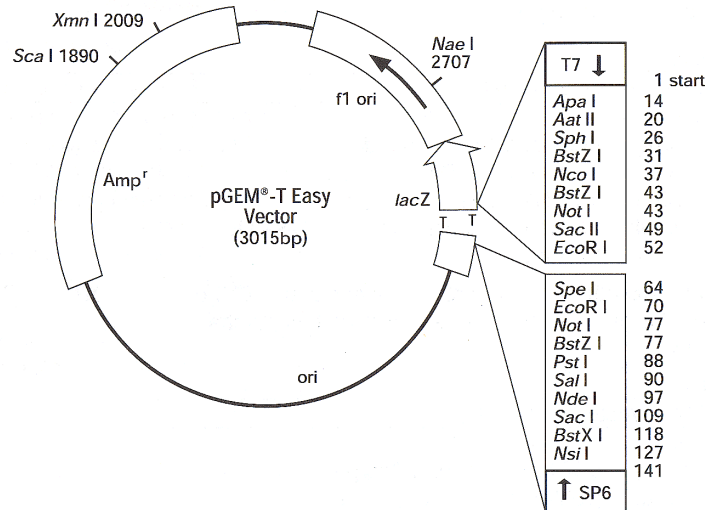 Xmn I 2009
Sca I 1890
Nae I
2707
f1 ori
Ampʳ
pGEM®-T Easy
Vector
(3015bp)
lacZ
T T
ori
T7 ↓
1 start
Apa I 14
Aat II 20
Sph I 26
BstZ I 31
Nco I 37
BstZ I 43
Not I 43
Sac II 49
EcoR I 52
Spe I 64
EcoR I 70
Not I 77
BstZ I 77
Pst I 88
Sal I 90
Nde I 97
Sac I 109
BstX I 118
Nsi I 127
141
↑ SP6